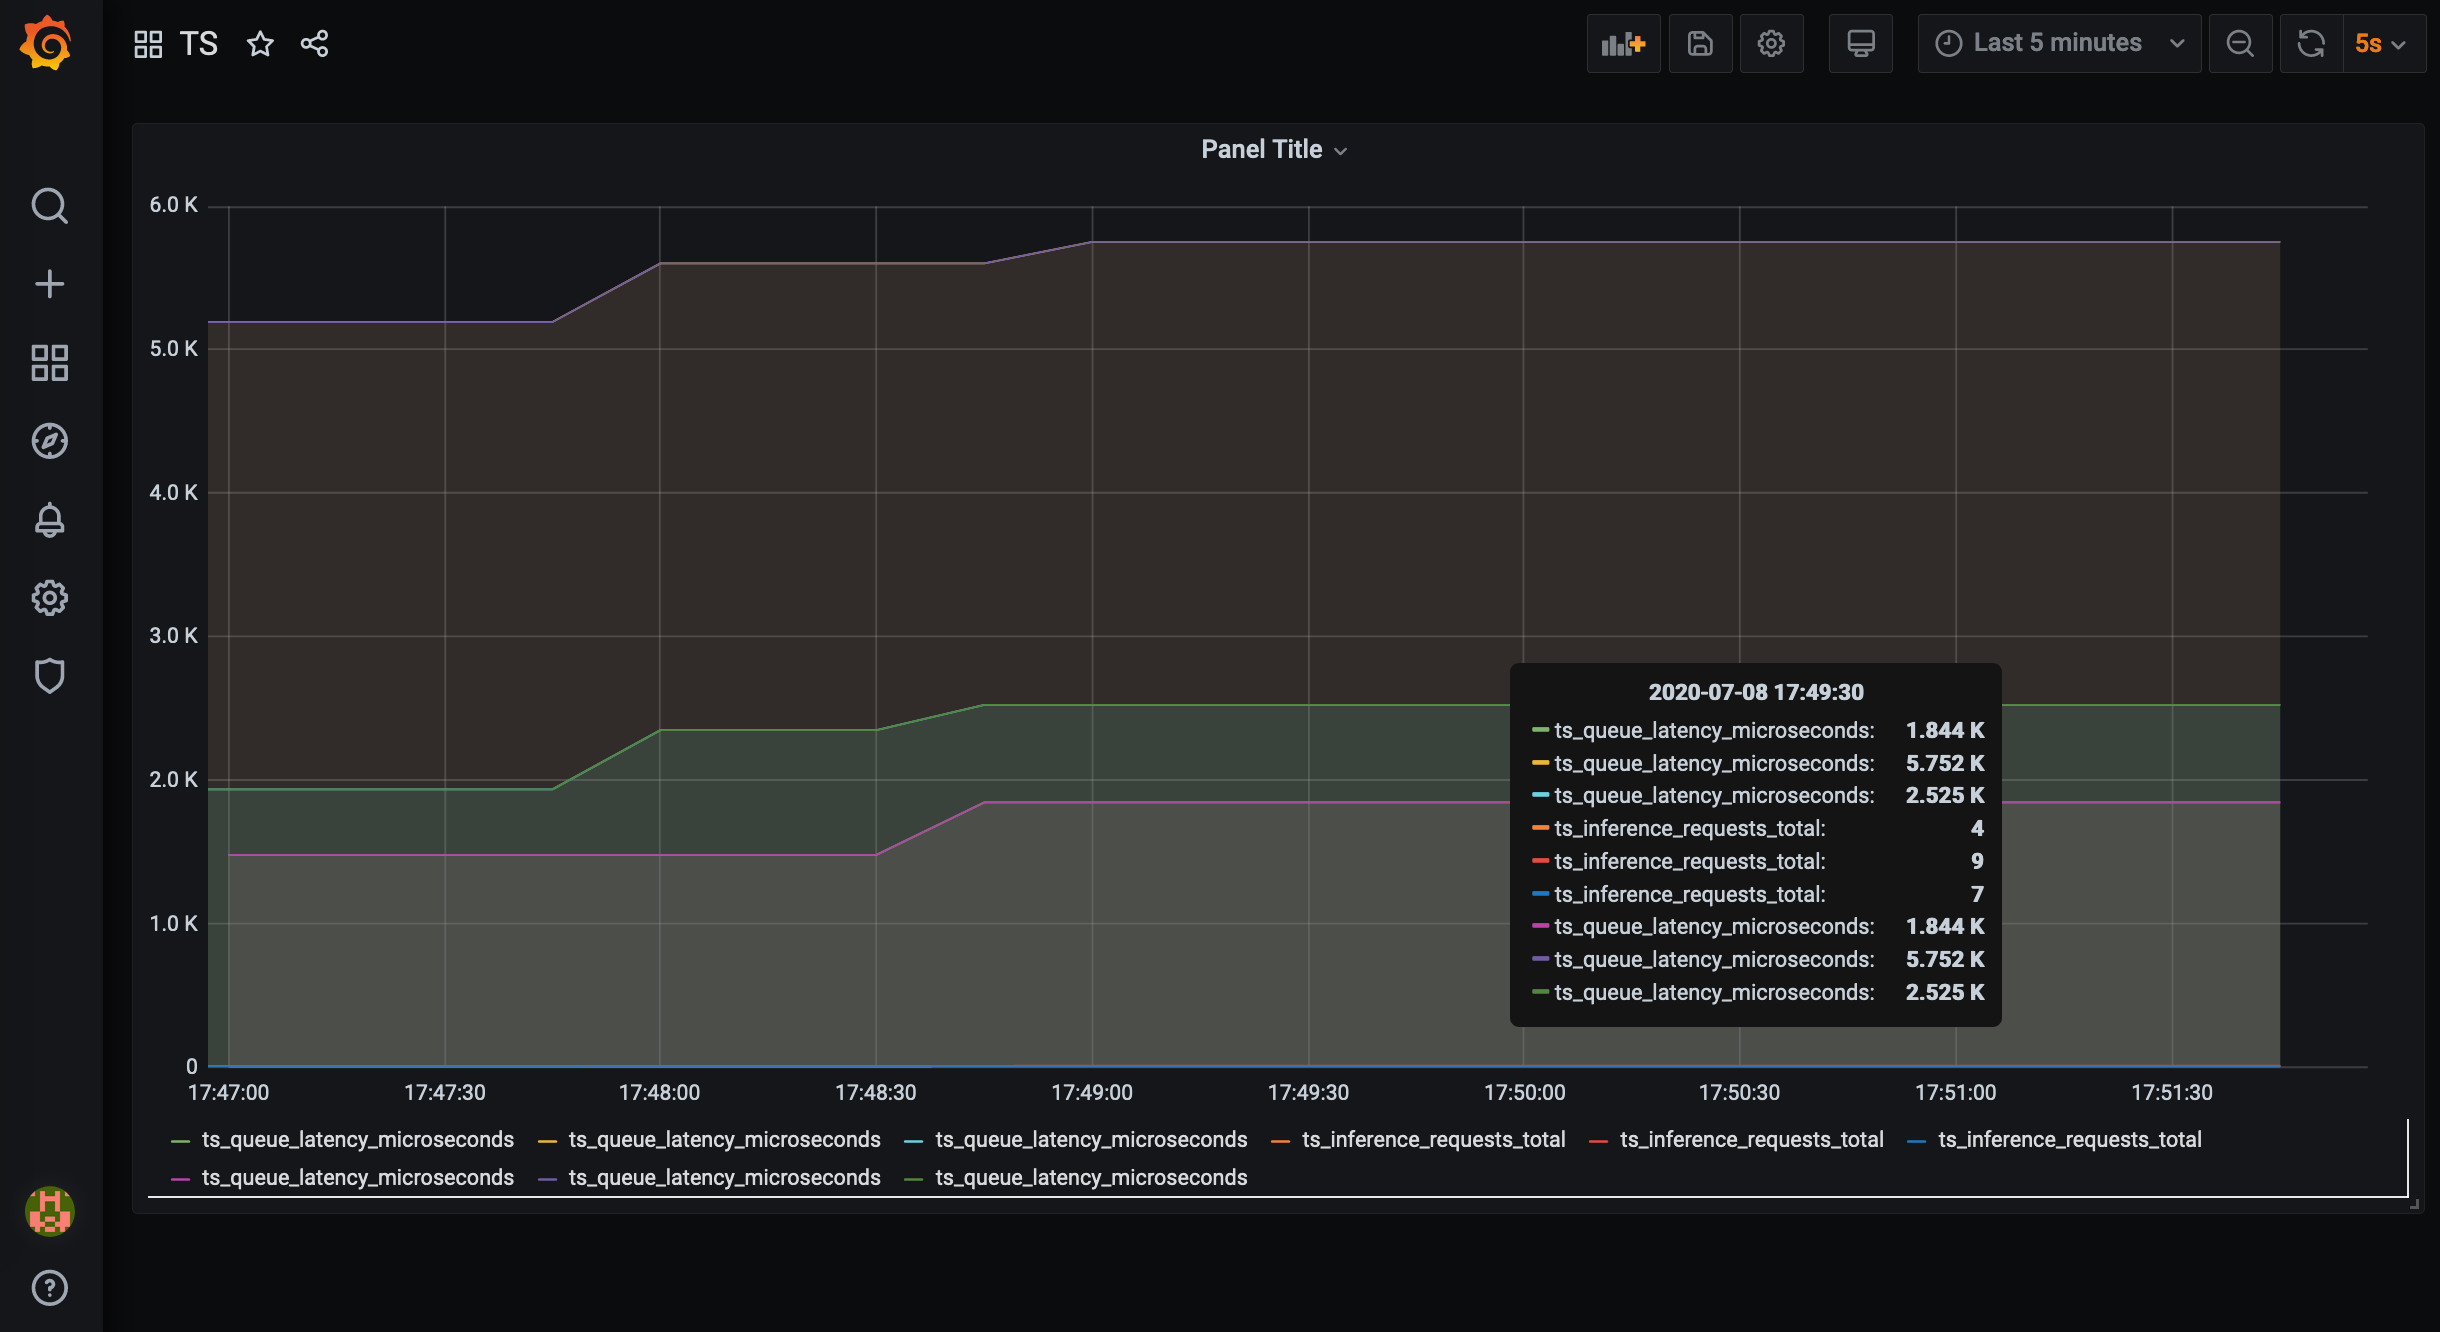 TS
Last 5 minutes
5s
Panel Title
6.0 K
5.0 K
4.0 K
3.0 K
2.0 K
1.0 K
0
17:47:00 17:47:30 17:48:00 17:48:30 17:49:00 17:49:30 17:50:00 17:50:30 17:51:00 17:51:30
2020-07-08 17:49:30
ts_queue_latency_microseconds: 1.844 K
ts_queue_latency_microseconds: 5.752 K
ts_queue_latency_microseconds: 2.525 K
ts_inference_requests_total: 4
ts_inference_requests_total: 9
ts_inference_requests_total: 7
ts_queue_latency_microseconds: 1.844 K
ts_queue_latency_microseconds: 5.752 K
ts_queue_latency_microseconds: 2.525 K
ts_queue_latency_microseconds ts_queue_latency_microseconds ts_queue_latency_microseconds ts_inference_requests_total ts_inference_requests_total ts_inference_requests_total
ts_queue_latency_microseconds ts_queue_latency_microseconds ts_queue_latency_microseconds